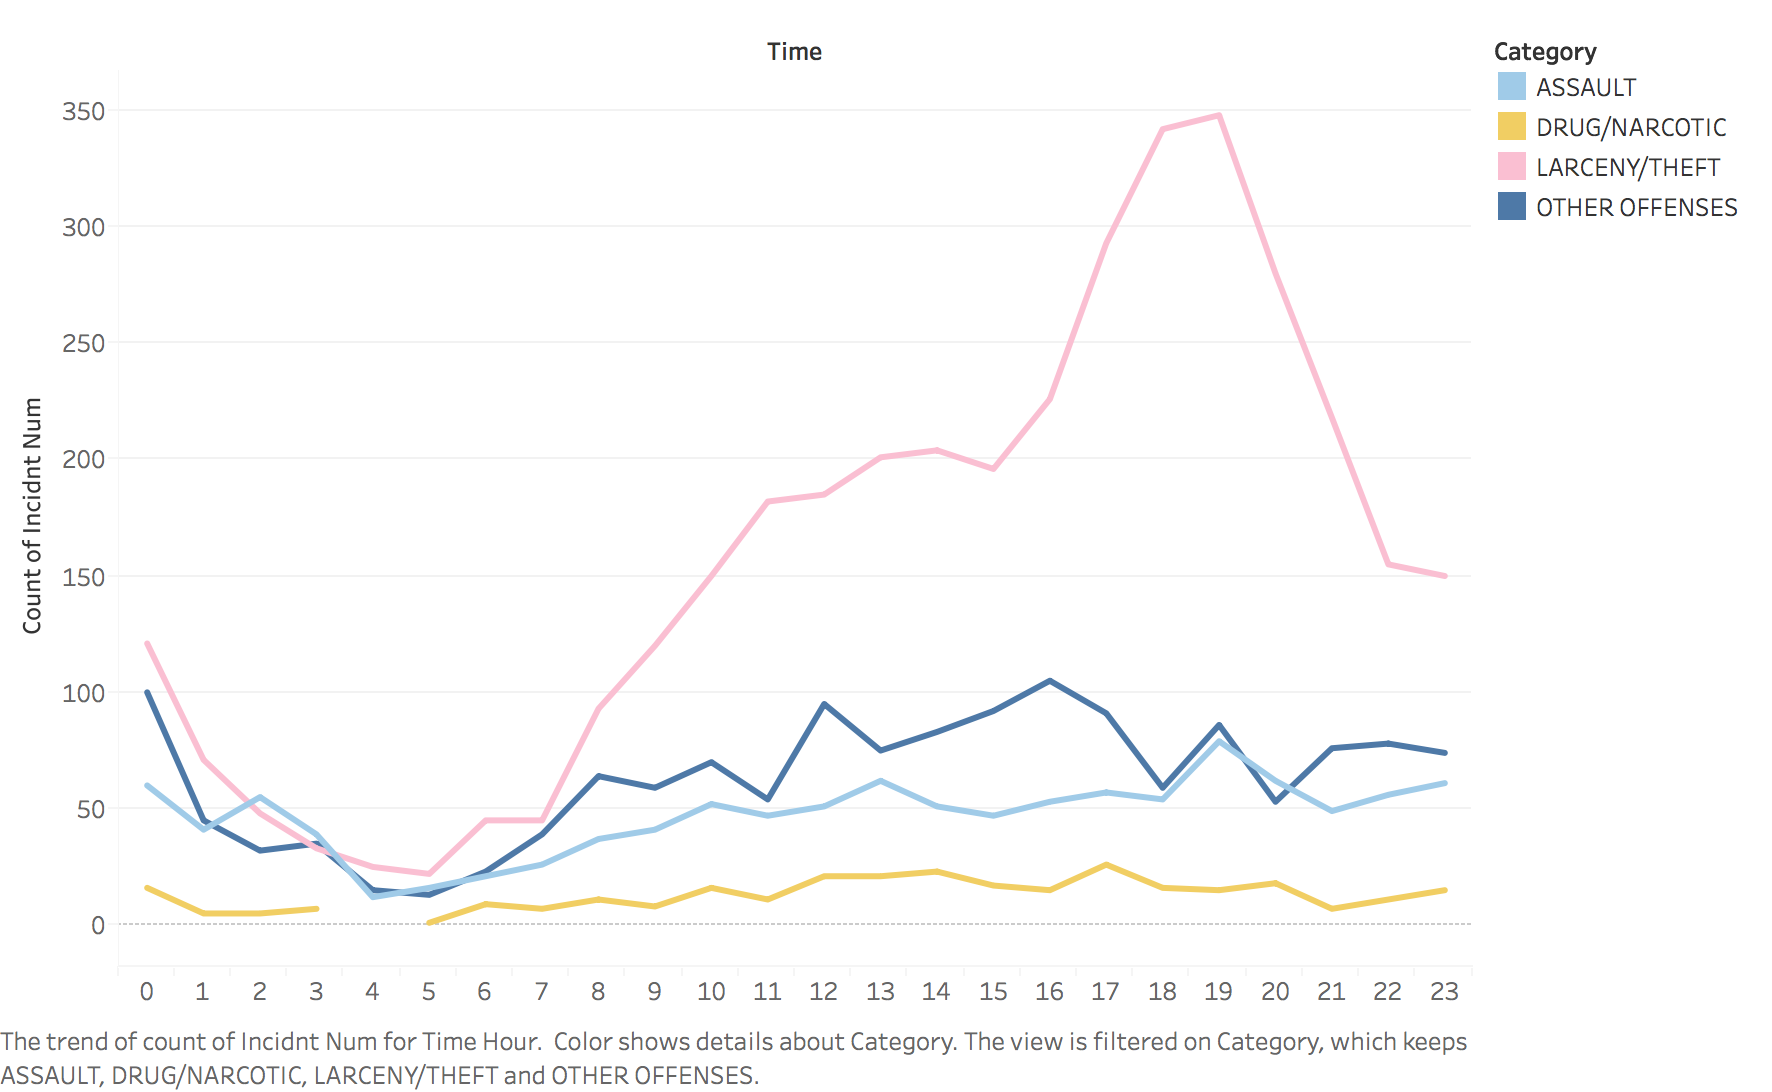 Time
Category
ASSAULT
DRUG/NARCOTIC
LARCENY/THEFT
OTHER OFFENSES
Count of Incidnt Num
350
300
250
200
150
100
50
0
0 1 2 3 4 5 6 7 8 9 10 11 12 13 14 15 16 17 18 19 20 21 22 23
The trend of count of Incidnt Num for Time Hour.  Color shows details about Category. The view is filtered on Category, which keeps
ASSAULT, DRUG/NARCOTIC, LARCENY/THEFT and OTHER OFFENSES.